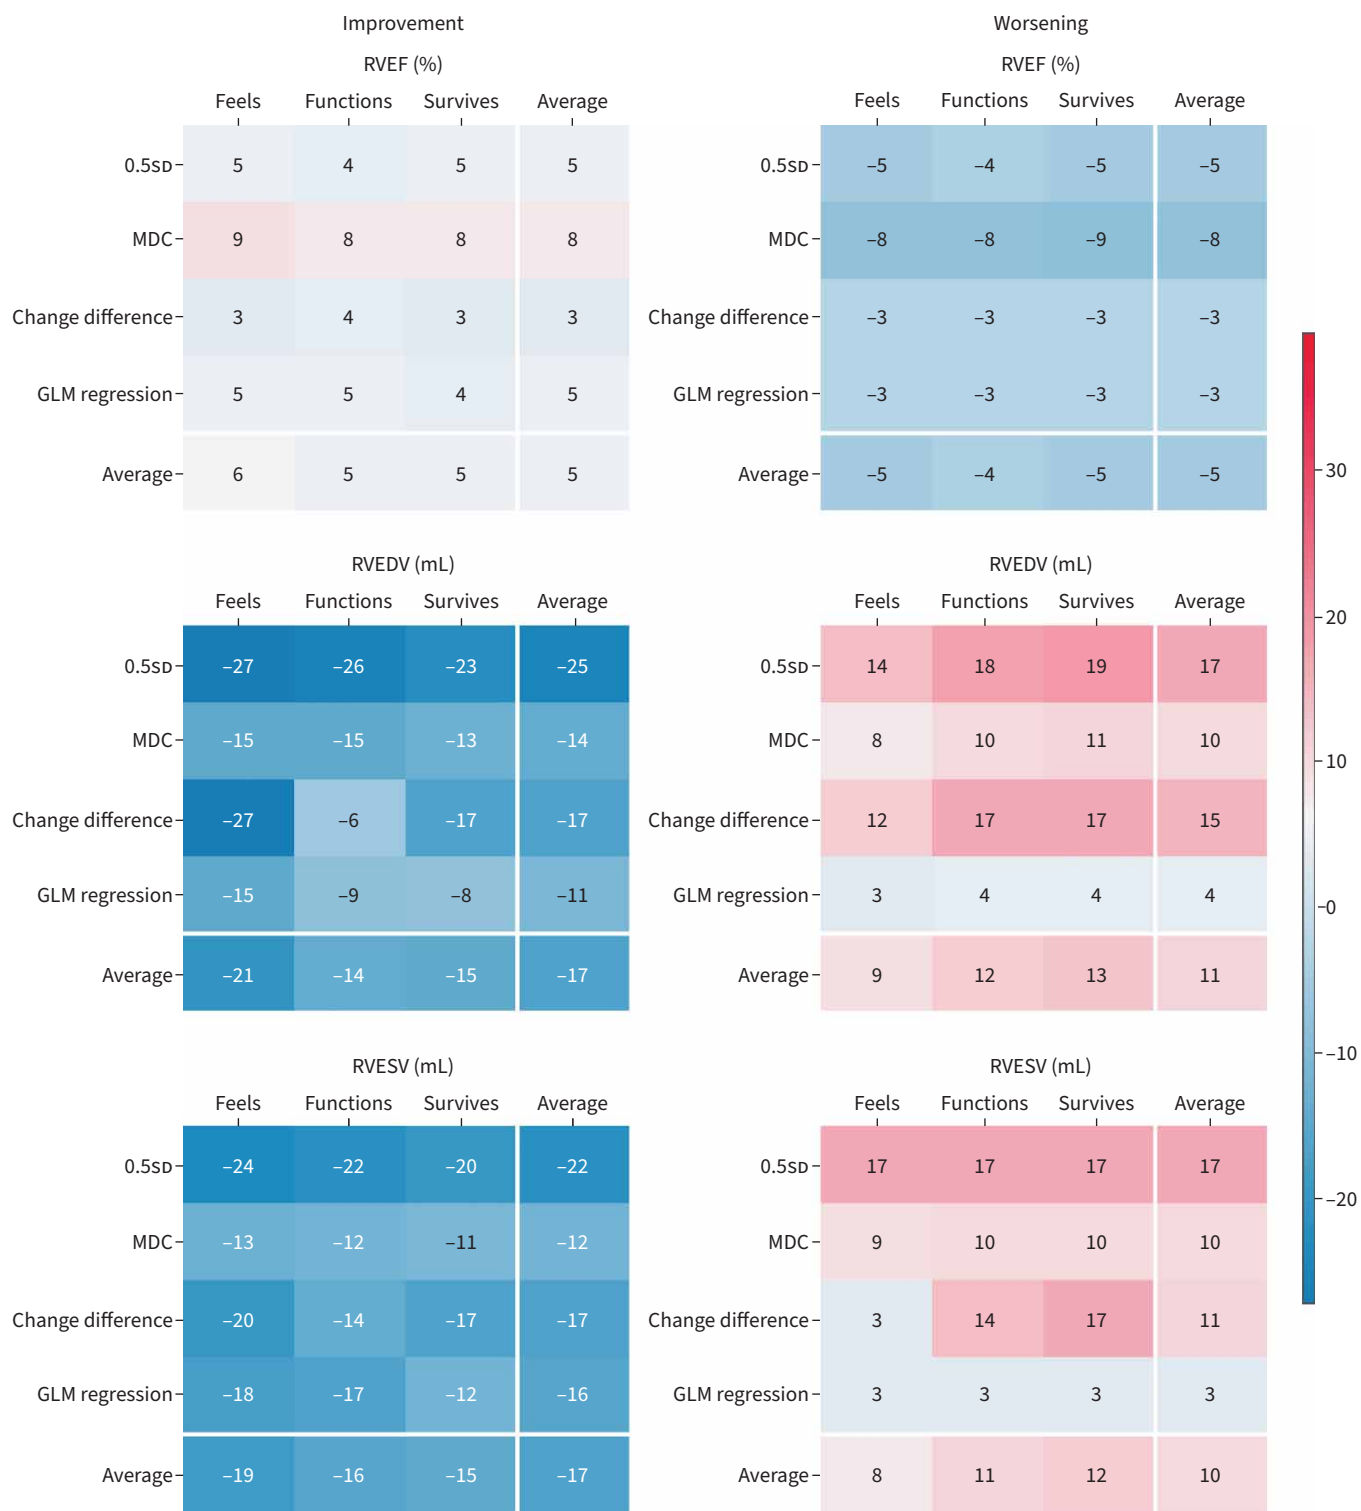 Improvement
RVEF (%)
Feels Functions Survives Average
0.5SD 5 4 5 5
MDC 9 8 8 8
Change difference 3 4 3 3
GLM regression 5 5 4 5
Average 6 5 5 5
Worsening
RVEF (%)
Feels Functions Survives Average
0.5SD –5 –4 –5 –5
MDC –8 –8 –9 –8
Change difference –3 –3 –3 –3
GLM regression –3 –3 –3 –3
Average –5 –4 –5 –5
RVEDV (mL)
Feels Functions Survives Average
0.5SD –27 –26 –23 –25
MDC –15 –15 –13 –14
Change difference –27 –6 –17 –17
GLM regression –15 –9 –8 –11
Average –21 –14 –15 –17
RVEDV (mL)
Feels Functions Survives Average
0.5SD 14 18 19 17
MDC 8 10 11 10
Change difference 12 17 17 15
GLM regression 3 4 4 4
Average 9 12 13 11
RVESV (mL)
Feels Functions Survives Average
0.5SD –24 –22 –20 –22
MDC –13 –12 –11 –12
Change difference –20 –14 –17 –17
GLM regression –18 –17 –12 –16
Average –19 –16 –15 –17
RVESV (mL)
Feels Functions Survives Average
0.5SD 17 17 17 17
MDC 9 10 10 10
Change difference 3 14 17 11
GLM regression 3 3 3 3
Average 8 11 12 10
30
20
10
0
–10
–20